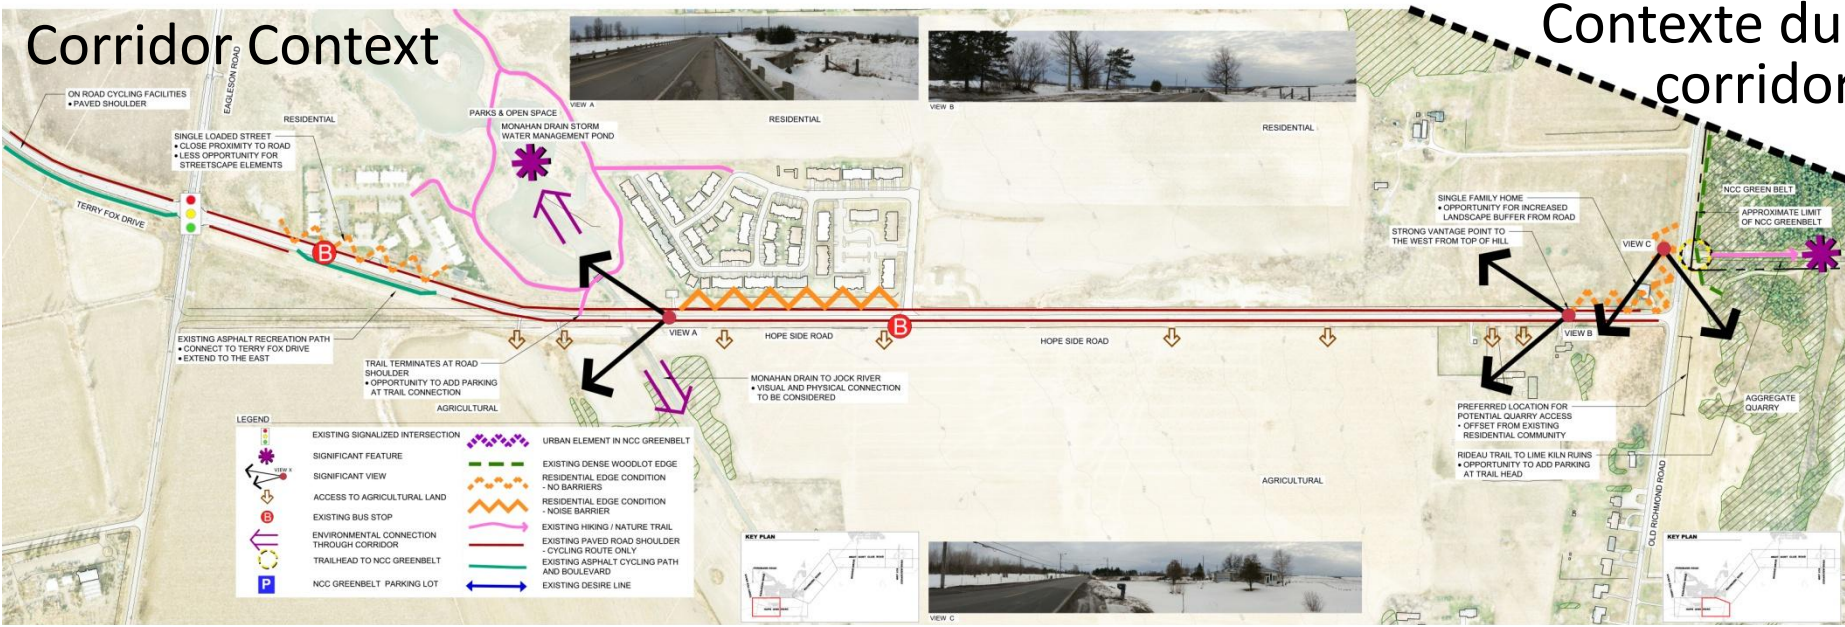 Corridor Context
Contexte du
corridor
ON ROAD CYCLING FACILITIES
• PAVED SHOULDER
EAGLESON ROAD
RESIDENTIAL
SINGLE LOADED STREET
• CLOSE PROXIMITY TO ROAD
• LESS OPPORTUNITY FOR
STREETSCAPE ELEMENTS
TERRY FOX DRIVE
B
PARKS & OPEN SPACE
MONAHAN DRAIN STORM
WATER MANAGEMENT POND
VIEW A
RESIDENTIAL
VIEW B
RESIDENTIAL
SINGLE FAMILY HOME
• OPPORTUNITY FOR INCREASED
LANDSCAPE BUFFER FROM ROAD
STRONG VANTAGE POINT TO
THE WEST FROM TOP OF HILL
VIEW C
NCC GREEN BELT
APPROXIMATE LIMIT
OF NCC GREENBELT
EXISTING ASPHALT RECREATION PATH
• CONNECT TO TERRY FOX DRIVE
• EXTEND TO THE EAST
TRAIL TERMINATES AT ROAD
SHOULDER
• OPPORTUNITY TO ADD PARKING
AT TRAIL CONNECTION
AGRICULTURAL
VIEW A
HOPE SIDE ROAD
B
HOPE SIDE ROAD
VIEW B
MONAHAN DRAIN TO JOCK RIVER
• VISUAL AND PHYSICAL CONNECTION
TO BE CONSIDERED
PREFERRED LOCATION FOR
POTENTIAL QUARRY ACCESS
• OFFSET FROM EXISTING
RESIDENTIAL COMMUNITY
AGGREGATE
QUARRY
RIDEAU TRAIL TO LIME KILN RUINS
• OPPORTUNITY TO ADD PARKING
AT TRAIL HEAD
AGRICULTURAL
OLD RICHMOND ROAD
LEGEND
EXISTING SIGNALIZED INTERSECTION
SIGNIFICANT FEATURE
VIEW X
SIGNIFICANT VIEW
ACCESS TO AGRICULTURAL LAND
B
EXISTING BUS STOP
ENVIRONMENTAL CONNECTION
THROUGH CORRIDOR
TRAILHEAD TO NCC GREENBELT
P
NCC GREENBELT PARKING LOT
URBAN ELEMENT IN NCC GREENBELT
EXISTING DENSE WOODLOT EDGE
RESIDENTIAL EDGE CONDITION
- NO BARRIERS
RESIDENTIAL EDGE CONDITION
- NOISE BARRIER
EXISTING HIKING / NATURE TRAIL
EXISTING PAVED ROAD SHOULDER
- CYCLING ROUTE ONLY
EXISTING ASPHALT CYCLING PATH
AND BOULEVARD
EXISTING DESIRE LINE
KEY PLAN
VIEW C
KEY PLAN